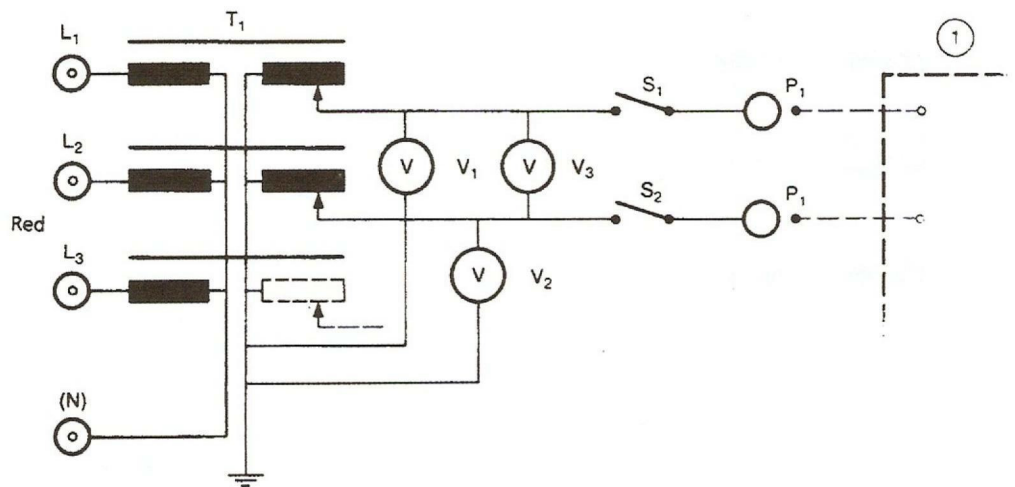 T₁
1
L₁
S₁
P₁
L₂
V
V₁
V
V₃
S₂
P₁
Red
L₃
V
V₂
(N)